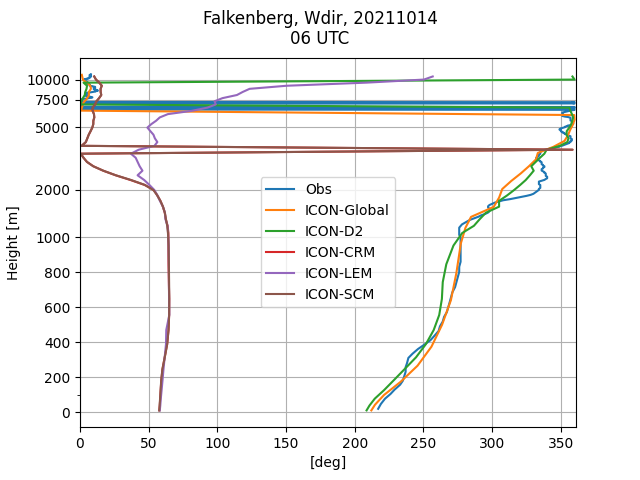 Falkenberg, Wdir, 20211014
06 UTC
10000
7500
5000
2000
1000
800
600
400
200
0
Height [m]
Obs
ICON-Global
ICON-D2
ICON-CRM
ICON-LEM
ICON-SCM
0 50 100 150 200 250 300 350
[deg]